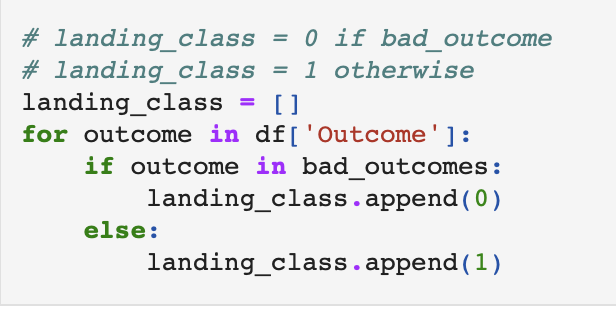 # landing_class = 0 if bad_outcome
# landing_class = 1 otherwise
landing_class = []
for outcome in df['Outcome']:
    if outcome in bad_outcomes:
        landing_class.append(0)
    else:
        landing_class.append(1)